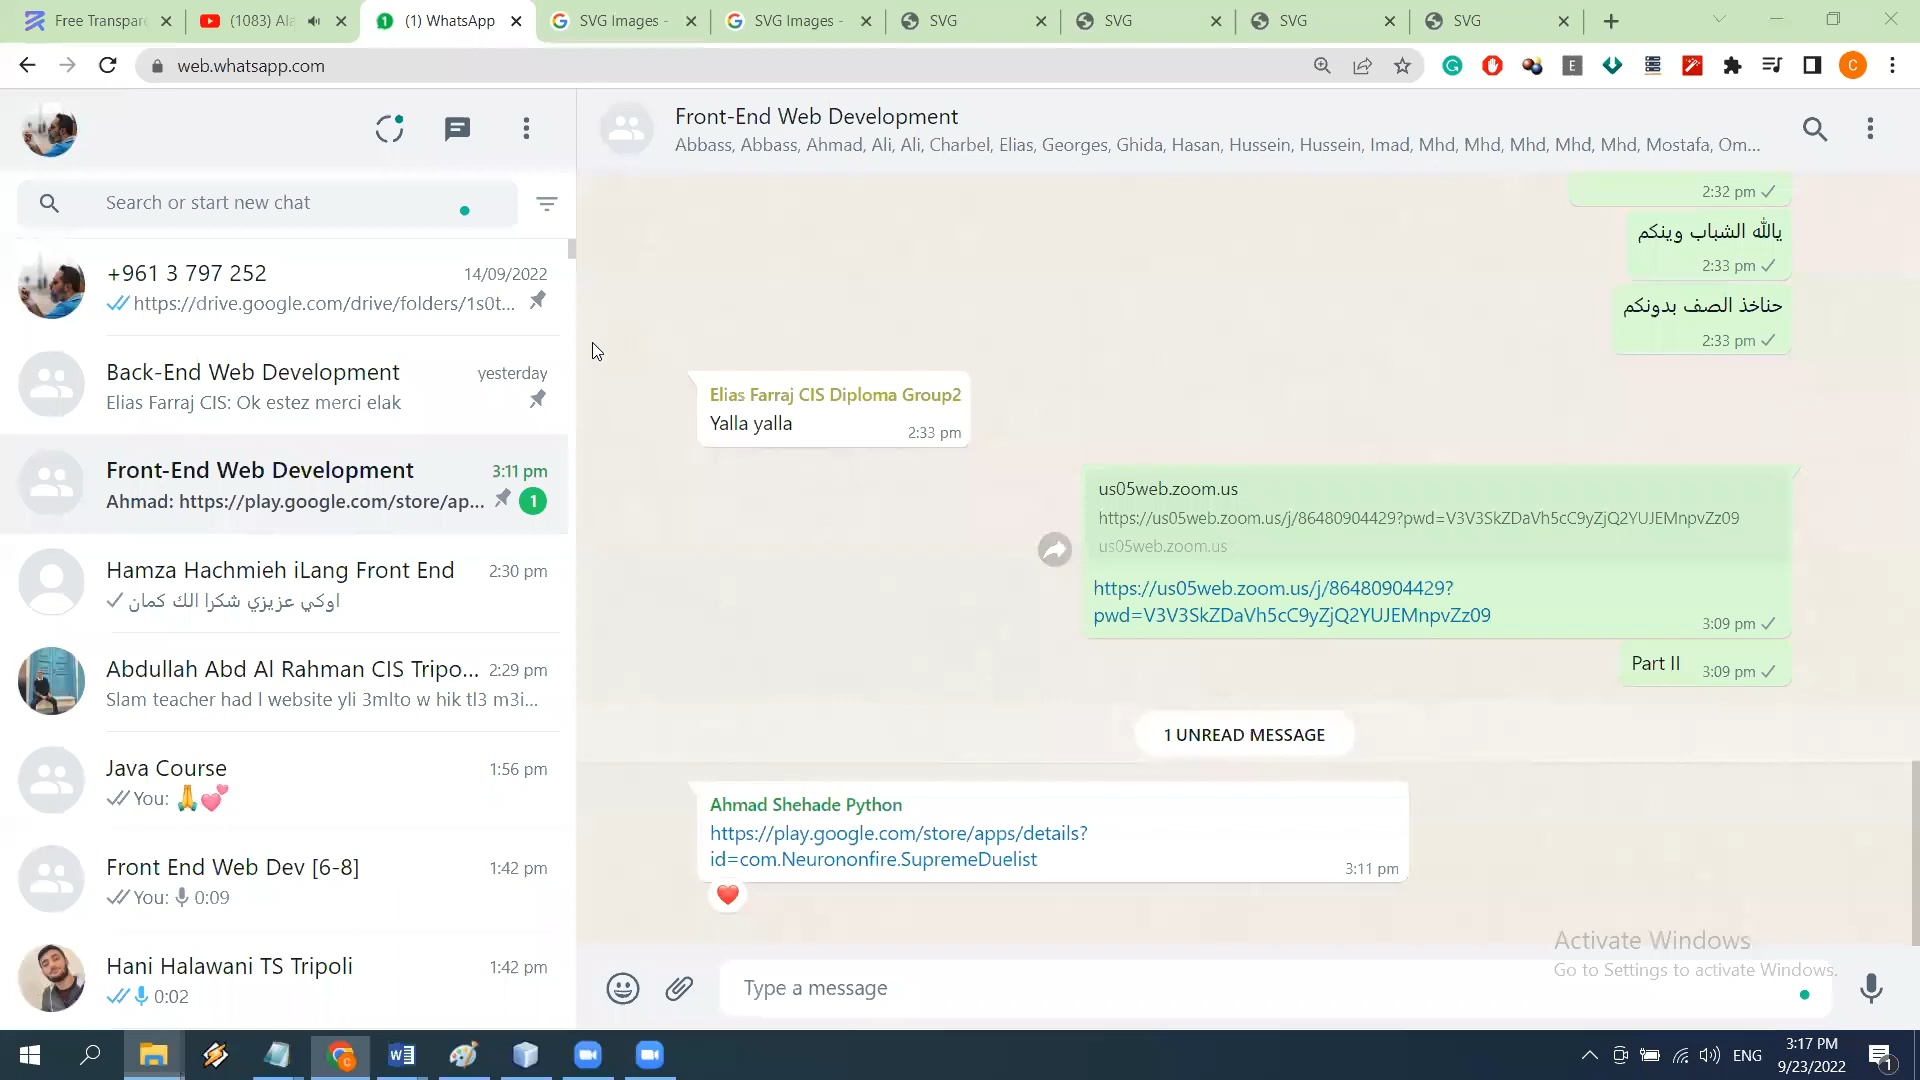 Free Transpare
(1083) Ala
(1) WhatsApp
SVG Images -
SVG Images -
SVG
SVG
SVG
SVG
web.whatsapp.com
E
C
Front-End Web Development
Abbass, Abbass, Ahmad, Ali, Ali, Charbel, Elias, Georges, Ghida, Hasan, Hussein, Hussein, Imad, Mhd, Mhd, Mhd, Mhd, Mhd, Mostafa, Om...
Search or start new chat
+961 3 797 252
14/09/2022
https://drive.google.com/drive/folders/1s0t...
Back-End Web Development
yesterday
Elias Farraj CIS: Ok estez merci elak
Front-End Web Development
3:11 pm
Ahmad: https://play.google.com/store/ap...
1
Hamza Hachmieh iLang Front End
2:30 pm
اوكي عزيزي شكرا الك كمان
Abdullah Abd Al Rahman CIS Tripo...
2:29 pm
Slam teacher had l website yli 3mlto w hik tl3 m3i...
Java Course
1:56 pm
You: 🙏💕
Front End Web Dev [6-8]
1:42 pm
You: 0:09
Hani Halawani TS Tripoli
1:42 pm
0:02
2:32 pm
يالله الشباب وينكم
2:33 pm
حناخذ الصف بدونكم
2:33 pm
Elias Farraj CIS Diploma Group2
Yalla yalla
2:33 pm
us05web.zoom.us
https://us05web.zoom.us/j/86480904429?pwd=V3V3SkZDaVh5cC9yZjQ2YUJEMnpvZz09
us05web.zoom.us
https://us05web.zoom.us/j/86480904429?
pwd=V3V3SkZDaVh5cC9yZjQ2YUJEMnpvZz09
3:09 pm
Part II
3:09 pm
1 UNREAD MESSAGE
Ahmad Shehade Python
https://play.google.com/store/apps/details?
id=com.Neurononfire.SupremeDuelist
3:11 pm
❤️
Activate Windows
Go to Settings to activate Windows.
Type a message
ENG
3:17 PM
9/23/2022
1